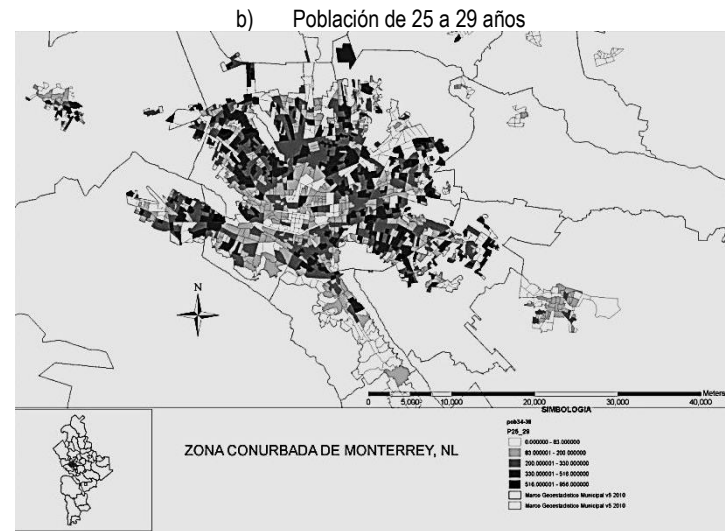 b) Población de 25 a 29 años
N
0 5,000 10,000 20,000 30,000 40,000
Meters
SIMBOLOGIA
P25_29
0.000000 - 83.000000
83.000001 - 200.000000
200.000001 - 330.000000
330.000001 - 516.000000
516.000001 - 956.000000
Marco Geoestadistico Municipal v5 2010
Marco Geoestadistico Municipal v5 2010
ZONA CONURBADA DE MONTERREY, NL